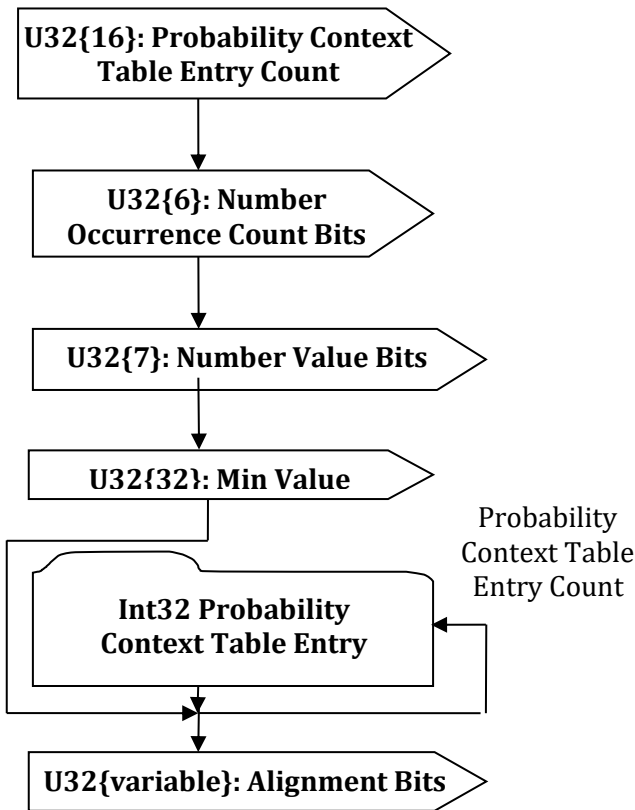 U32{16}: Probability Context
Table Entry Count
U32{6}: Number
Occurrence Count Bits
U32{7}: Number Value Bits
U32{32}: Min Value
Probability
Context Table
Entry Count
Int32 Probability
Context Table Entry
U32{variable}: Alignment Bits